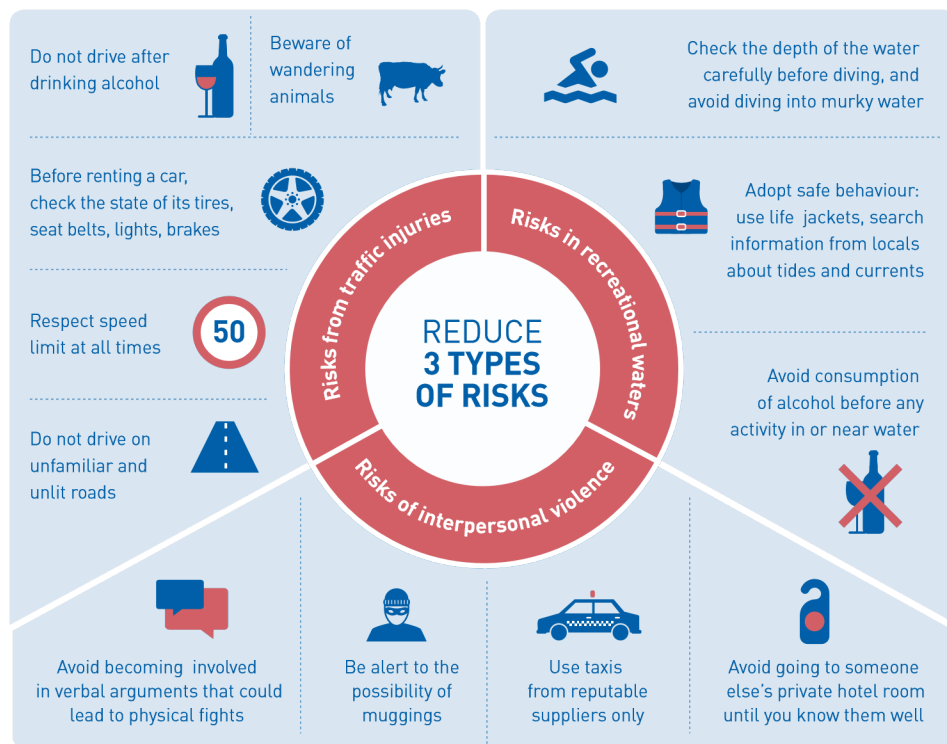 Do not drive after
drinking alcohol
Beware of
wandering
animals
Before renting a car,
check the state of its tires,
seat belts, lights, brakes
Respect speed
limit at all times
50
Do not drive on
unfamiliar and
unlit roads
Check the depth of the water
carefully before diving, and
avoid diving into murky water
Adopt safe behaviour:
use life jackets, search
information from locals
about tides and currents
Avoid consumption
of alcohol before any
activity in or near water
Risks from traffic injuries
Risks in recreational waters
REDUCE
3 TYPES
OF RISKS
Risks of interpersonal violence
Avoid becoming involved
in verbal arguments that could
lead to physical fights
Be alert to the
possibility of
muggings
Use taxis
from reputable
suppliers only
Avoid going to someone
else's private hotel room
until you know them well